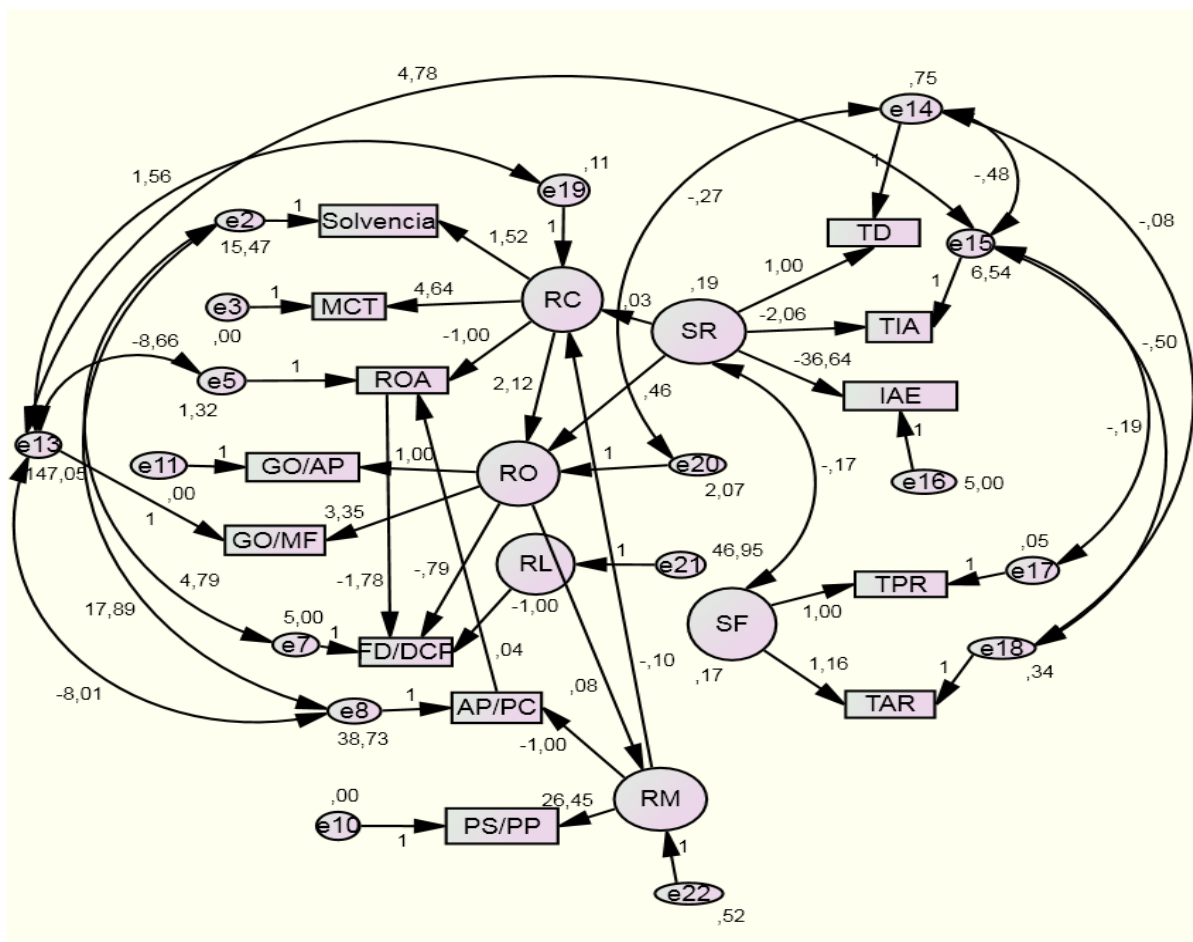 4,78
,75
e14
1,56
,11
e19
1
-,48
-,27
-,08
e2
1
Solvencia
15,47
1,52
1
TD
e15
6,54
1,00
,19
1
e3
1
MCT
4,64
RC
,03
SR
-2,06
TIA
,00
-8,66
-1,00
-36,64
-,50
e5
1
ROA
2,12
,46
IAE
1,32
1
-,19
e13
147,05
e11
1
GO/AP
1,00
RO
1
e20
2,07
e16
5,00
,00
-,17
1
GO/MF
3,35
RL
1
e21
46,95
,05
e17
1
TPR
1,00
4,79
-1,78
-,79
-1,00
SF
17,89
5,00
e7
1
FD/DCP
,04
-,10
,17
1,16
e18
,34
1
-8,01
e8
1
AP/PC
,08
TAR
38,73
-1,00
,00
26,45
RM
e10
1
PS/PP
1
e22
,52